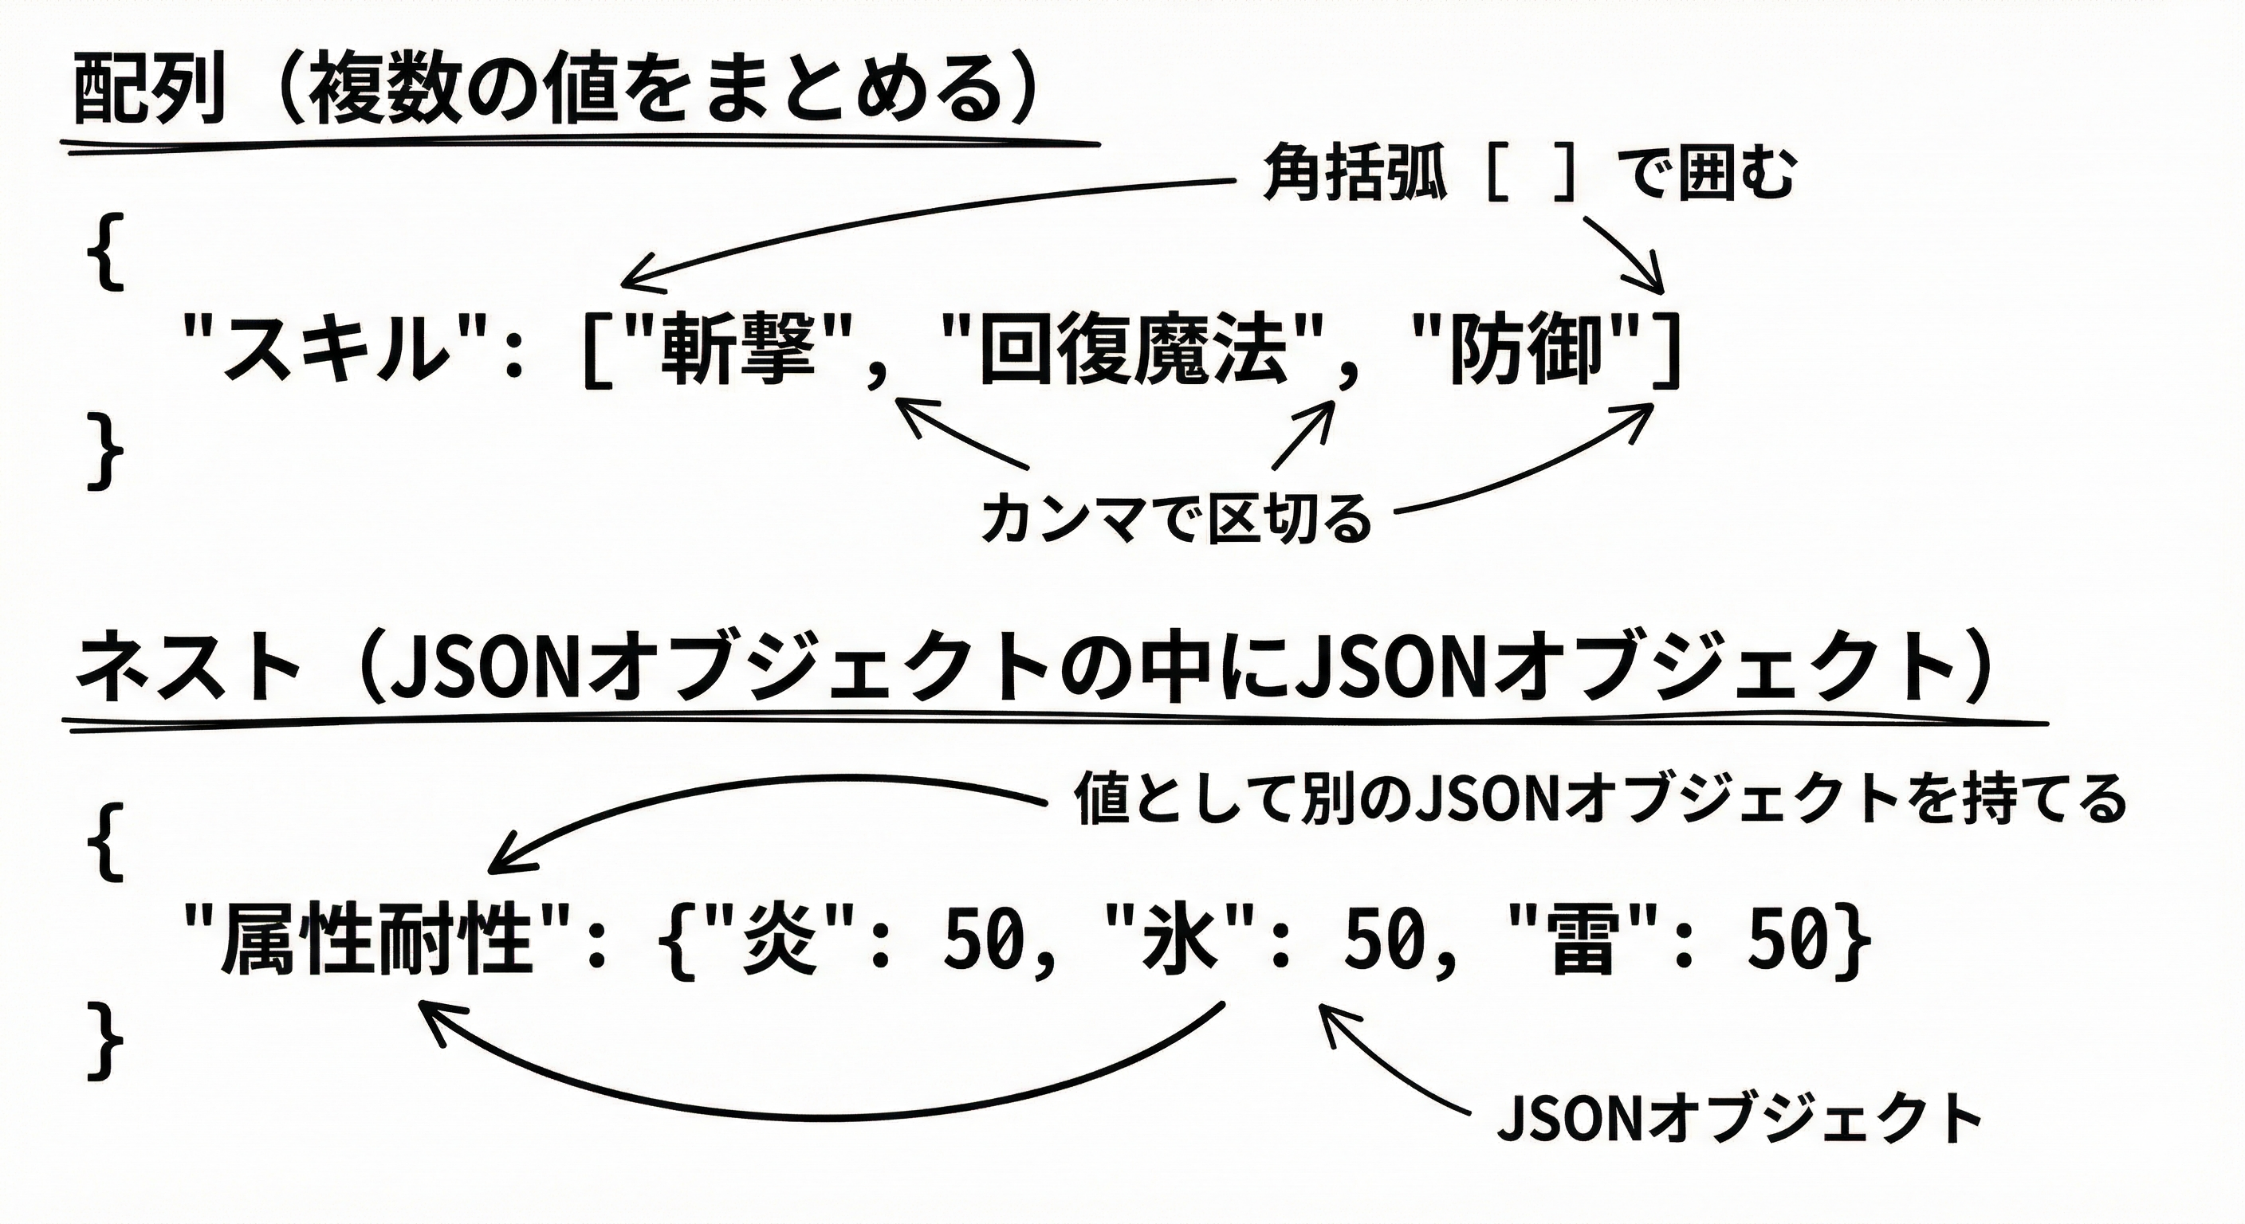 配列（複数の値をまとめる）
角括弧 [ ] で囲む
{
"スキル": ["斬撃", "回復魔法", "防御"]
}
カンマで区切る
ネスト（JSONオブジェクトの中にJSONオブジェクト）
値として別のJSONオブジェクトを持てる
{
"属性耐性": {"炎": 50, "氷": 50, "雷": 50}
}
JSONオブジェクト